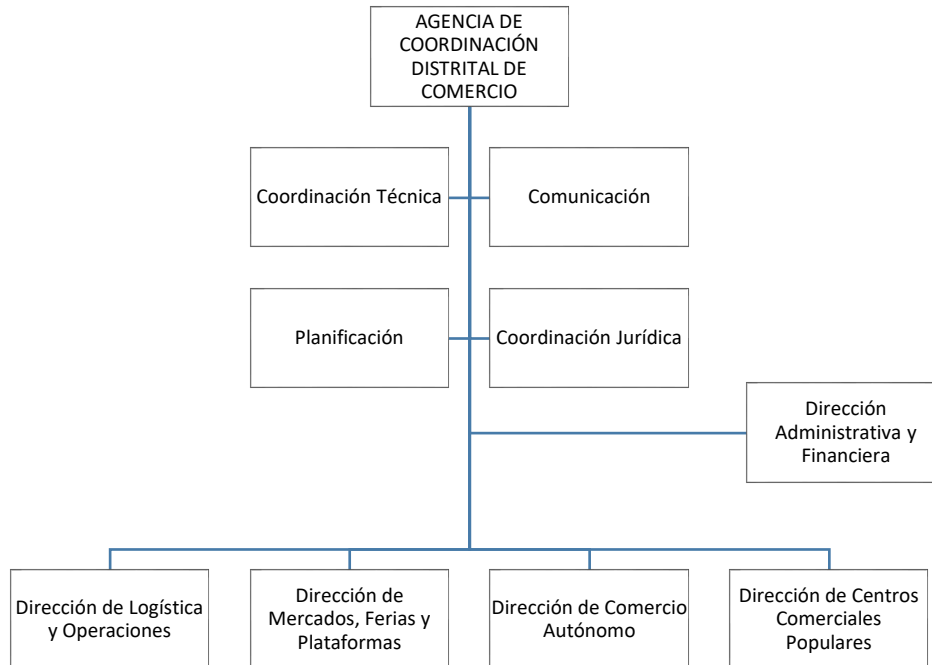 AGENCIA DE
COORDINACIÓN
DISTRITAL DE
COMERCIO
Coordinación Técnica
Comunicación
Planificación
Coordinación Jurídica
Dirección
Administrativa y
Financiera
Dirección de Logística
y Operaciones
Dirección de
Mercados, Ferias y
Plataformas
Dirección de Comercio
Autónomo
Dirección de Centros
Comerciales
Populares